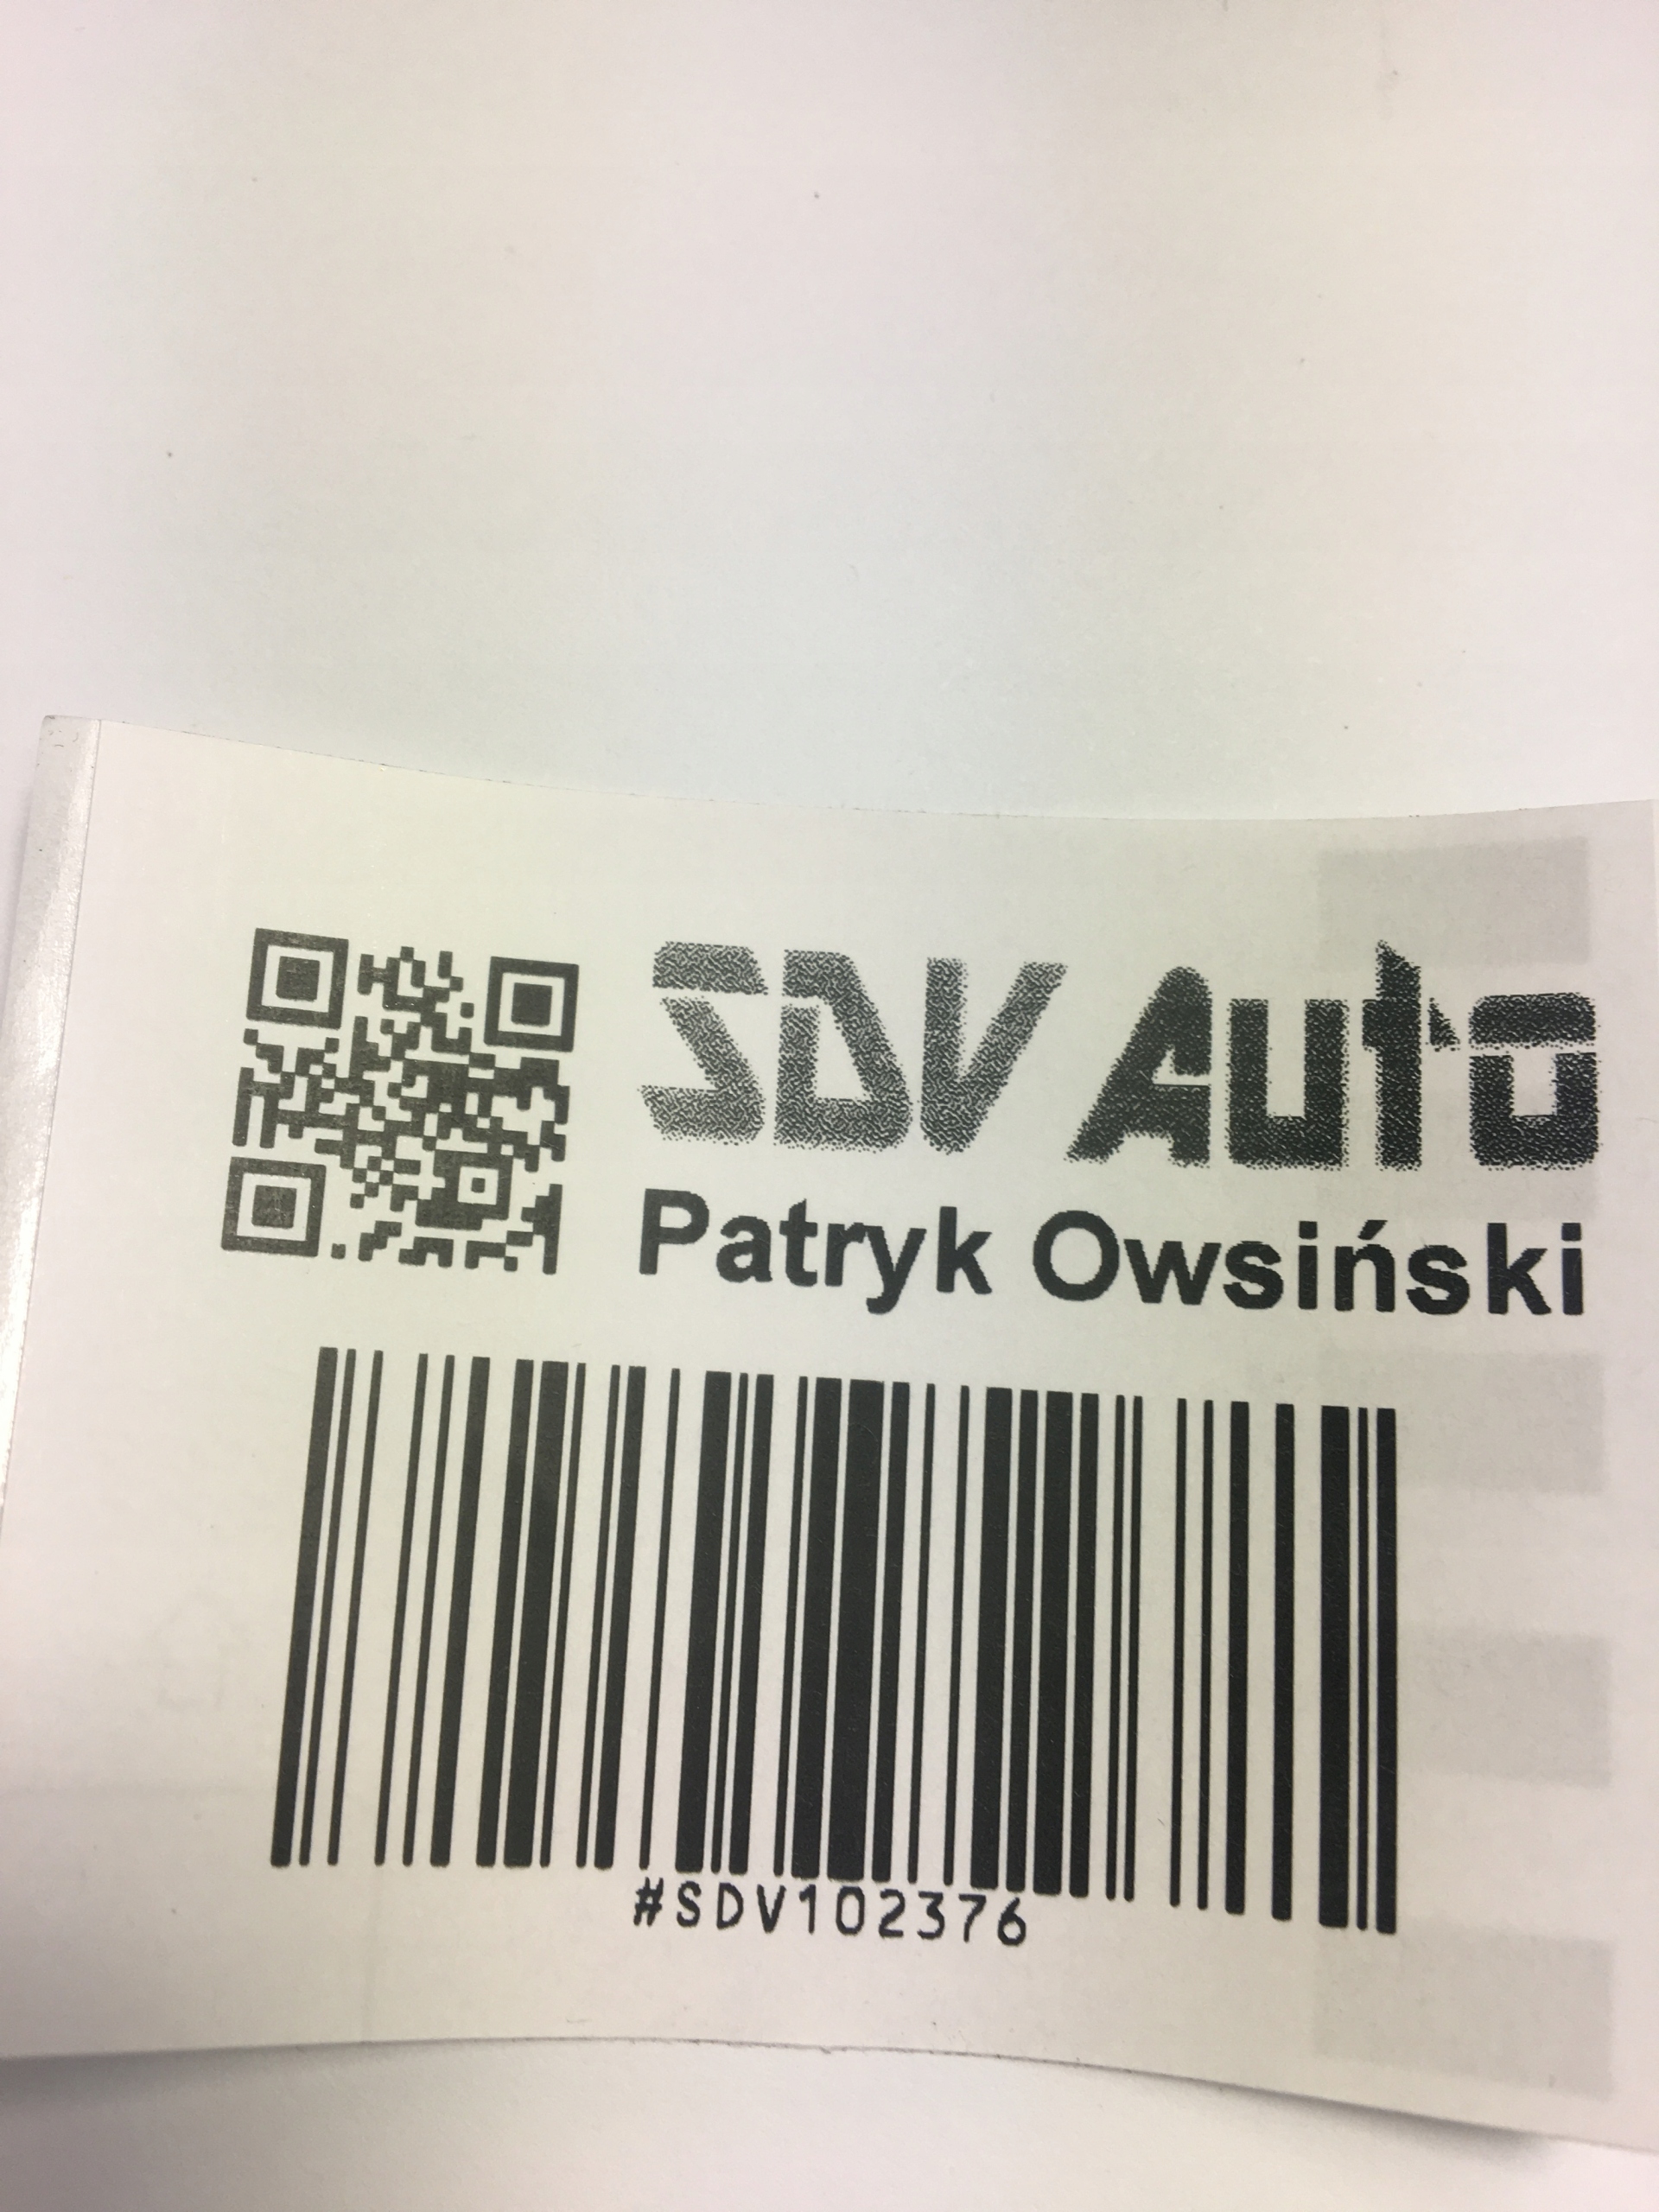 SDV Auto
Patryk Owsiński
#SDV102376